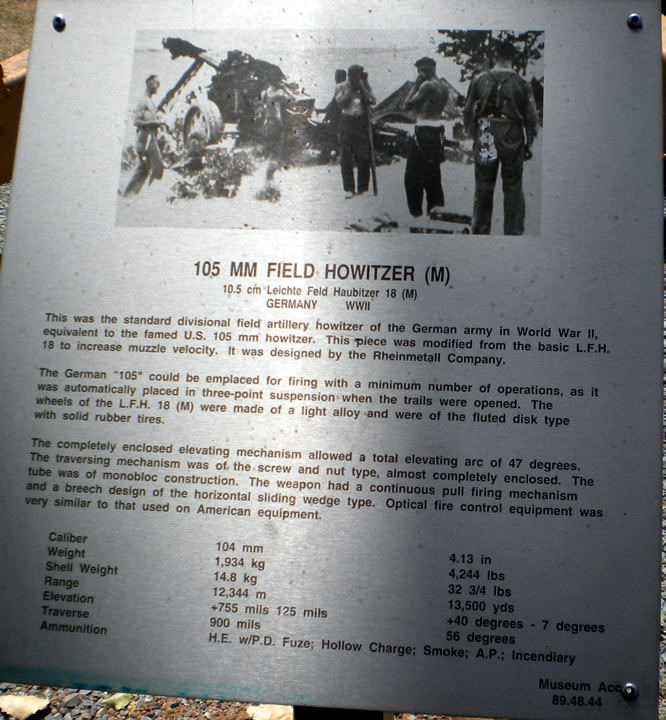 105 MM FIELD HOWITZER (M)
10.5 cm Leichte Feld Haubitzer 18 (M)
GERMANY WWII
This was the standard divisional field artillery howitzer of the German army in World War II,
equivalent to the famed U.S. 105 mm howitzer. This piece was modified from the basic L.F.H.
18 to increase muzzle velocity. It was designed by the Rheinmetall Company.
The German "105" could be emplaced for firing with a minimum number of operations, as it
was automatically placed in three-point suspension when the trails were opened. The
wheels of the L.F.H. 18 (M) were made of a light alloy and were of the fluted disk type
with solid rubber tires.
The completely enclosed elevating mechanism allowed a total elevating arc of 47 degrees.
The traversing mechanism was of the screw and nut type, almost completely enclosed. The
tube was of monobloc construction. The weapon had a continuous pull firing mechanism
and a breech design of the horizontal sliding wedge type. Optical fire control equipment was
very similar to that used on American equipment.
Caliber 104 mm 4.13 in
Weight 1,934 kg 4,244 lbs
Shell Weight 14.8 kg 32 3/4 lbs
Range 12,344 m 13,500 yds
Elevation +755 mils 125 mils +40 degrees - 7 degrees
Traverse 900 mils 56 degrees
Ammunition H.E. w/P.D. Fuze; Hollow Charge; Smoke; A.P.; Incendiary
Museum Acc
89.48.44